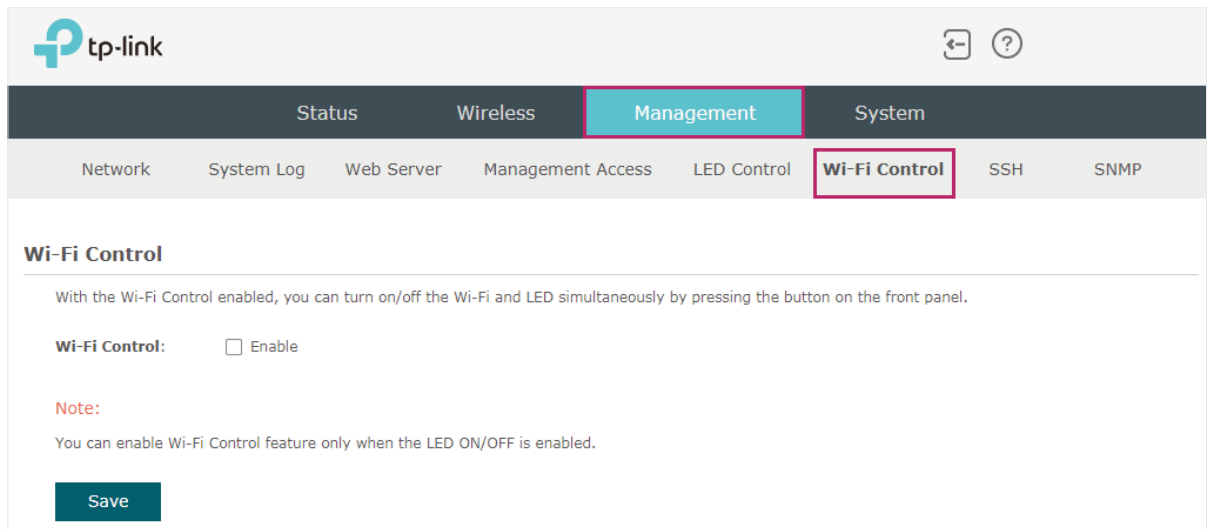 tp-link
Status Wireless Management System
Network System Log Web Server Management Access LED Control Wi-Fi Control SSH SNMP
Wi-Fi Control
With the Wi-Fi Control enabled, you can turn on/off the Wi-Fi and LED simultaneously by pressing the button on the front panel.
Wi-Fi Control: Enable
Note:
You can enable Wi-Fi Control feature only when the LED ON/OFF is enabled.
Save